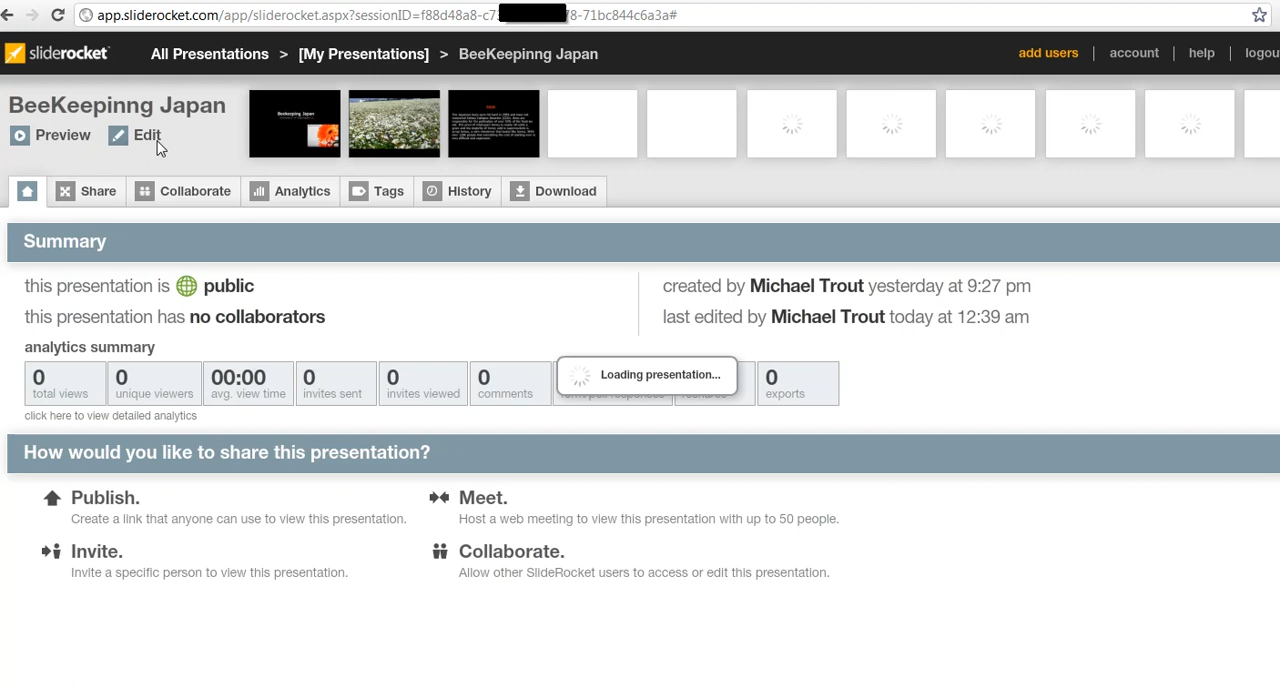 app.sliderocket.com/app/sliderocket.aspx?sessionID=f88d48a8-c7 8-71bc844c6a3a#
sliderocket All Presentations > [My Presentations] > BeeKeepinng Japan add users | account | help | logou
BeeKeepinng Japan
Preview Edit
Beekeeping Japan
Share Collaborate Analytics Tags History Download
Summary
this presentation is public
created by Michael Trout yesterday at 9:27 pm
this presentation has no collaborators
last edited by Michael Trout today at 12:39 am
analytics summary
0 0 00:00 0 0 0 0
total views unique viewers avg. view time invites sent invites viewed comments exports
Loading presentation...
click here to view detailed analytics
How would you like to share this presentation?
Publish.
Create a link that anyone can use to view this presentation.
Meet.
Host a web meeting to view this presentation with up to 50 people.
Invite.
Invite a specific person to view this presentation.
Collaborate.
Allow other SlideRocket users to access or edit this presentation.